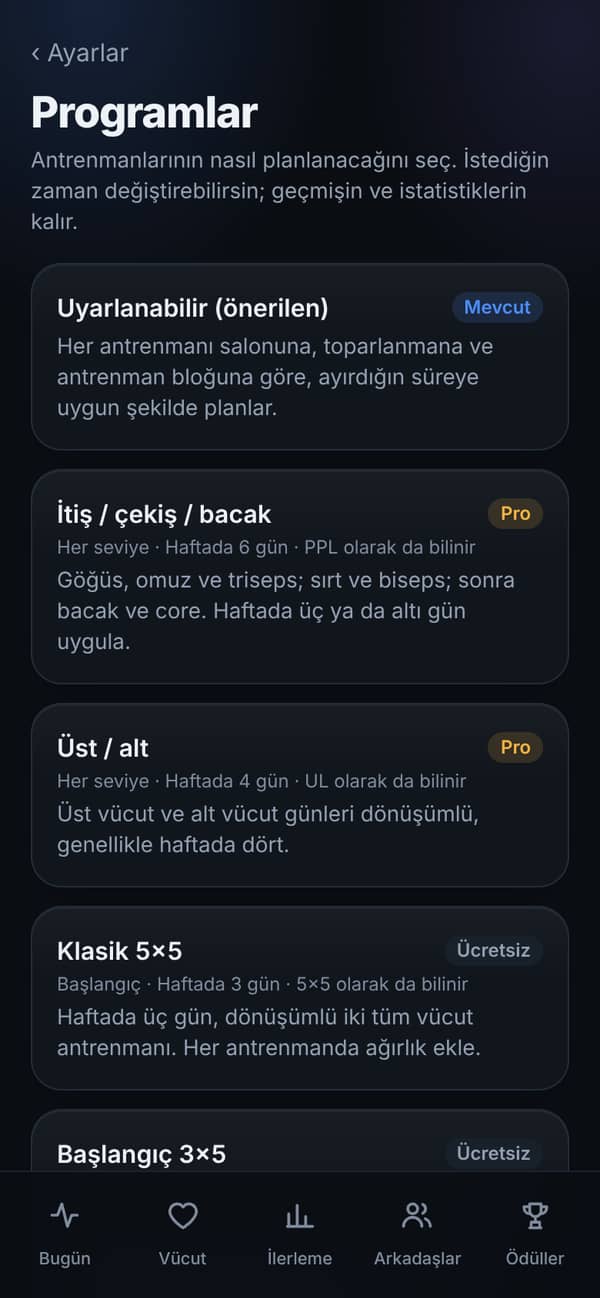 ‹ Ayarlar
Programlar
Antrenmanlarının nasıl planlanacağını seç. İstediğin
zaman değiştirebilirsin; geçmişin ve istatistiklerin
kalır.
Uyarlanabilir (önerilen)
Mevcut
Her antrenmanı salonuna, toparlanmana ve
antrenman bloğuna göre, ayırdığın süreye
uygun şekilde planlar.
İtiş / çekiş / bacak
Pro
Her seviye · Haftada 6 gün · PPL olarak da bilinir
Göğüs, omuz ve triseps; sırt ve biseps; sonra
bacak ve core. Haftada üç ya da altı gün
uygula.
Üst / alt
Pro
Her seviye · Haftada 4 gün · UL olarak da bilinir
Üst vücut ve alt vücut günleri dönüşümlü,
genellikle haftada dört.
Klasik 5×5
Ücretsiz
Başlangıç · Haftada 3 gün · 5×5 olarak da bilinir
Haftada üç gün, dönüşümlü iki tüm vücut
antrenmanı. Her antrenmanda ağırlık ekle.
Başlangıç 3×5
Ücretsiz
Bugün
Vücut
İlerleme
Arkadaşlar
Ödüller